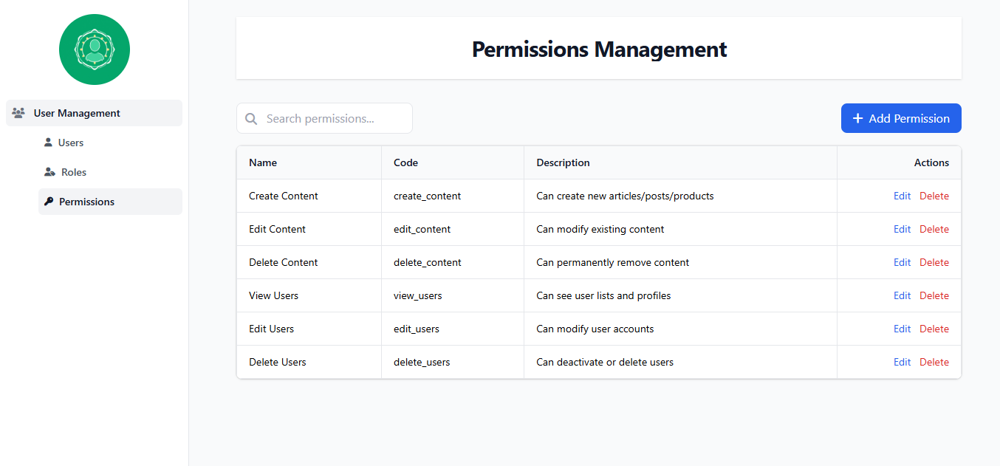 User Management
Users
Roles
Permissions
Permissions Management
Search permissions...
Add Permission
Name Code Description Actions
Create Content create_content Can create new articles/posts/products Edit Delete
Edit Content edit_content Can modify existing content Edit Delete
Delete Content delete_content Can permanently remove content Edit Delete
View Users view_users Can see user lists and profiles Edit Delete
Edit Users edit_users Can modify user accounts Edit Delete
Delete Users delete_users Can deactivate or delete users Edit Delete